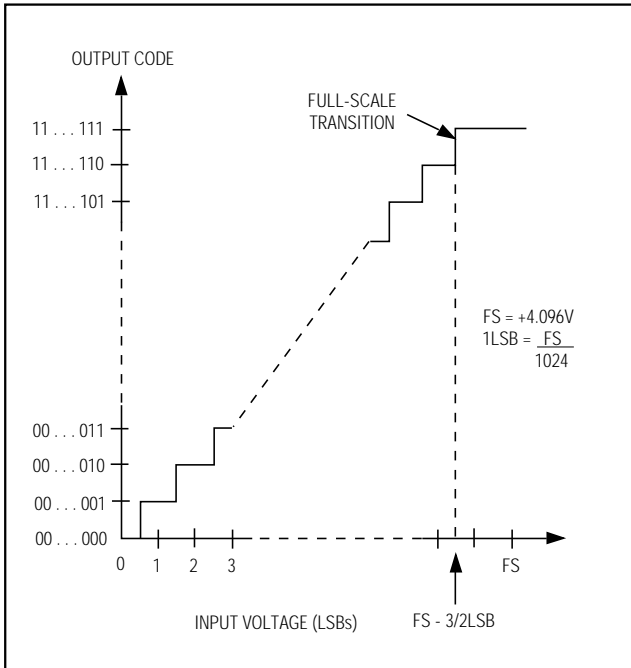 OUTPUT CODE
FULL-SCALE
TRANSITION
11 . . . 111
11 . . . 110
11 . . . 101
FS = +4.096V
1LSB = FS
1024
00 . . . 011
00 . . . 010
00 . . . 001
00 . . . 000
0 1 2 3 FS
INPUT VOLTAGE (LSBs) FS - 3/2LSB